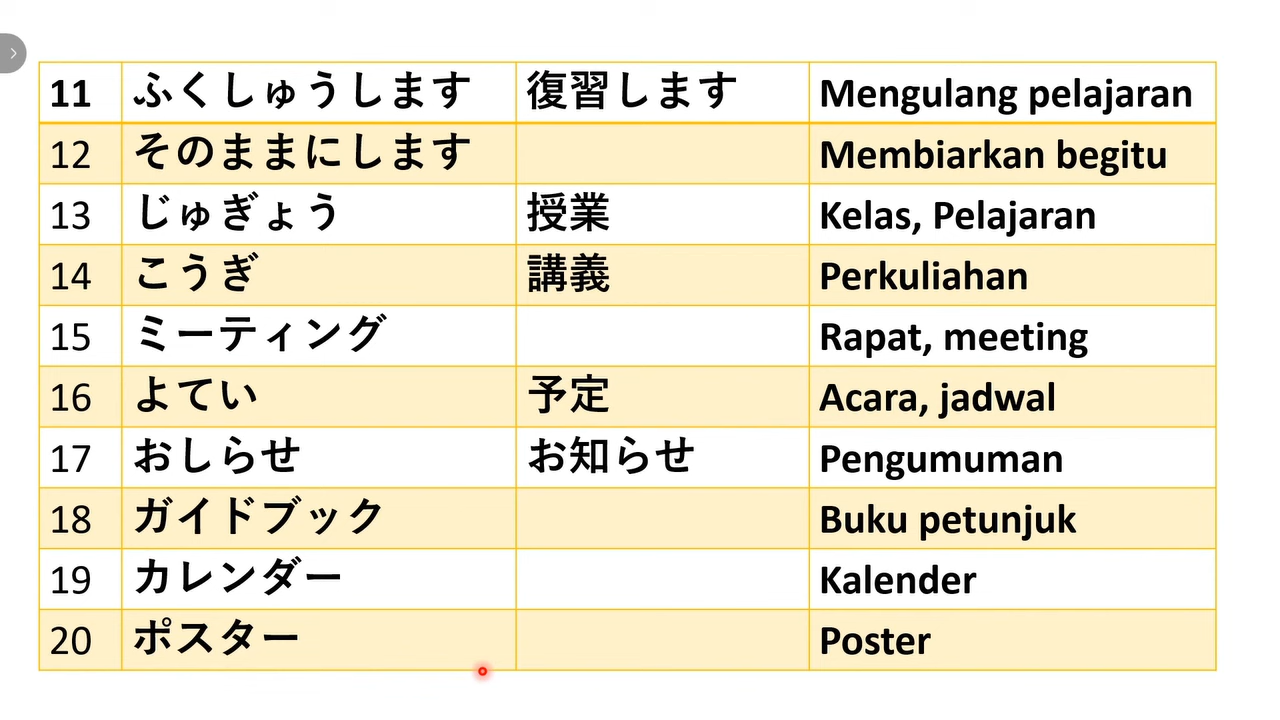 11 ふくしゅうします 復習します Mengulang pelajaran
12 そのままにします Membiarkan begitu
13 じゅぎょう 授業 Kelas, Pelajaran
14 こうぎ 講義 Perkuliahan
15 ミーティング Rapat, meeting
16 よてい 予定 Acara, jadwal
17 おしらせ お知らせ Pengumuman
18 ガイドブック Buku petunjuk
19 カレンダー Kalender
20 ポスター Poster